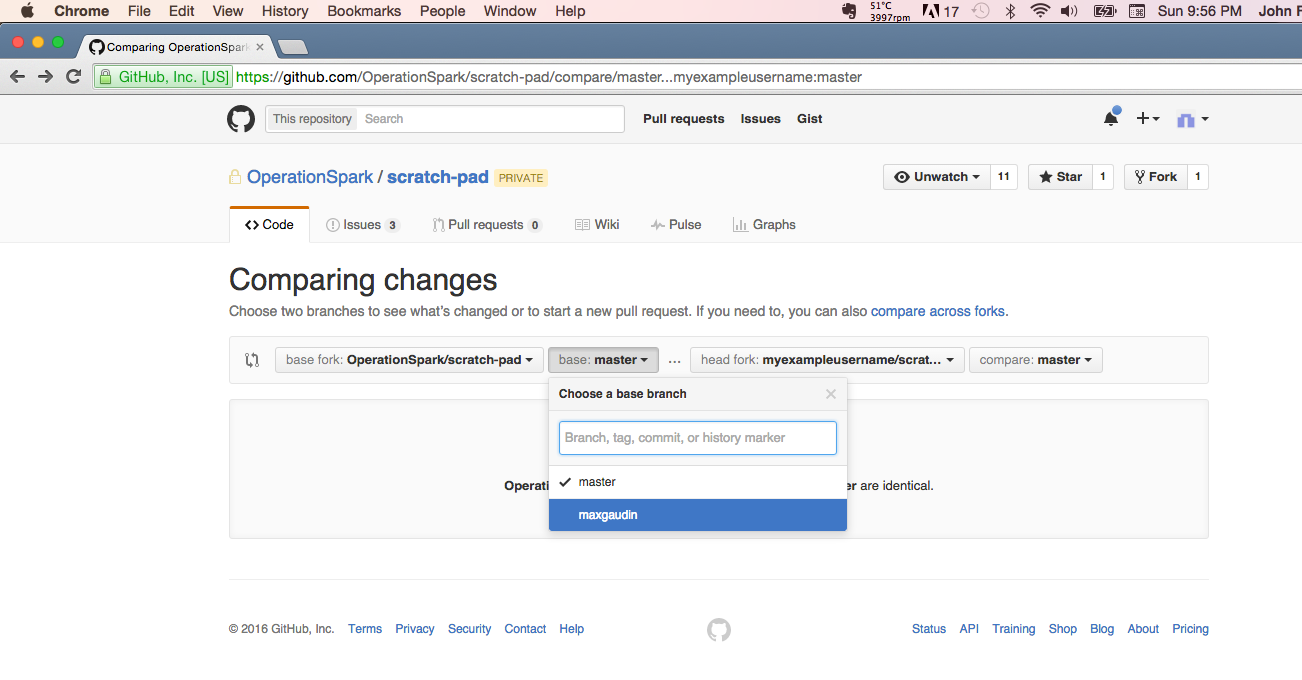 Chrome File Edit View History Bookmarks People Window Help 51°C 3997rpm 17 Sun 9:56 PM John F
Comparing OperationSpark
GitHub, Inc. [US] https://github.com/OperationSpark/scratch-pad/compare/master...myexampleusername:master
This repository Search Pull requests Issues Gist
OperationSpark / scratch-pad PRIVATE Unwatch 11 Star 1 Fork 1
Code Issues 3 Pull requests 0 Wiki Pulse Graphs
Comparing changes
Choose two branches to see what's changed or to start a new pull request. If you need to, you can also compare across forks.
base fork: OperationSpark/scratch-pad base: master ... head fork: myexampleusername/scrat... compare: master
Choose a base branch
Branch, tag, commit, or history marker
master
Operati er are identical.
maxgaudin
© 2016 GitHub, Inc. Terms Privacy Security Contact Help Status API Training Shop Blog About Pricing